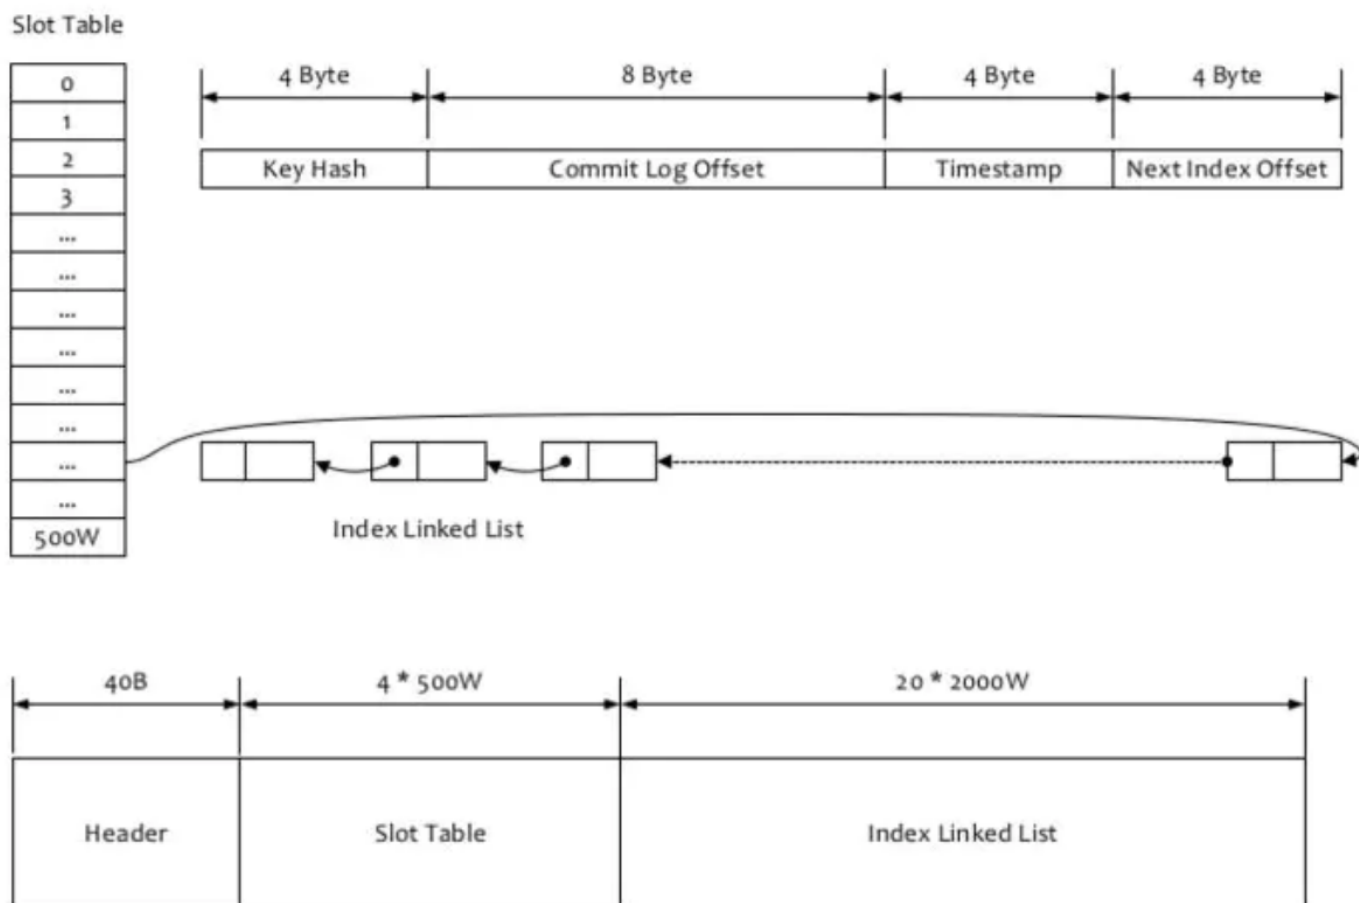 Slot Table
0
1
2
3
...
...
...
...
...
...
...
...
500W
4 Byte 8 Byte 4 Byte 4 Byte
Key Hash Commit Log Offset Timestamp Next Index Offset
Index Linked List
40B 4 * 500W 20 * 2000W
Header Slot Table Index Linked List